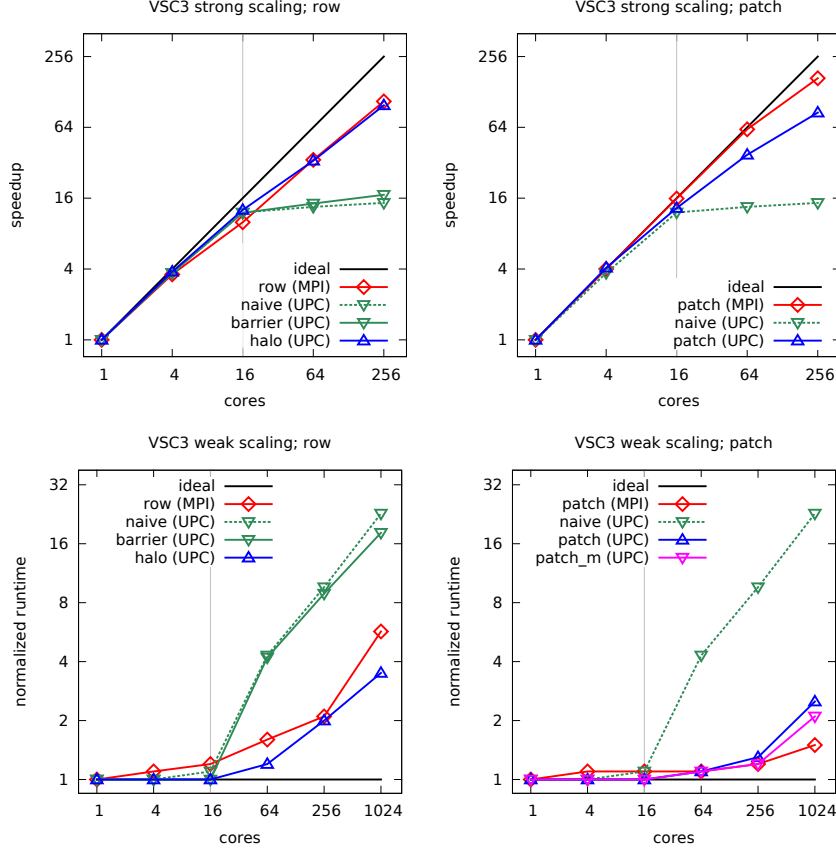 VSC3 strong scaling; row
256
64
16
4
1
speedup
ideal
row (MPI)
naive (UPC)
barrier (UPC)
halo (UPC)
1 4 16 64 256
cores
VSC3 strong scaling; patch
256
64
16
4
1
speedup
ideal
patch (MPI)
naive (UPC)
patch (UPC)
1 4 16 64 256
cores
VSC3 weak scaling; row
32
16
8
4
2
1
normalized runtime
ideal
row (MPI)
naive (UPC)
barrier (UPC)
halo (UPC)
1 4 16 64 256 1024
cores
VSC3 weak scaling; patch
32
16
8
4
2
1
normalized runtime
ideal
patch (MPI)
naive (UPC)
patch (UPC)
patch_m (UPC)
1 4 16 64 256 1024
cores